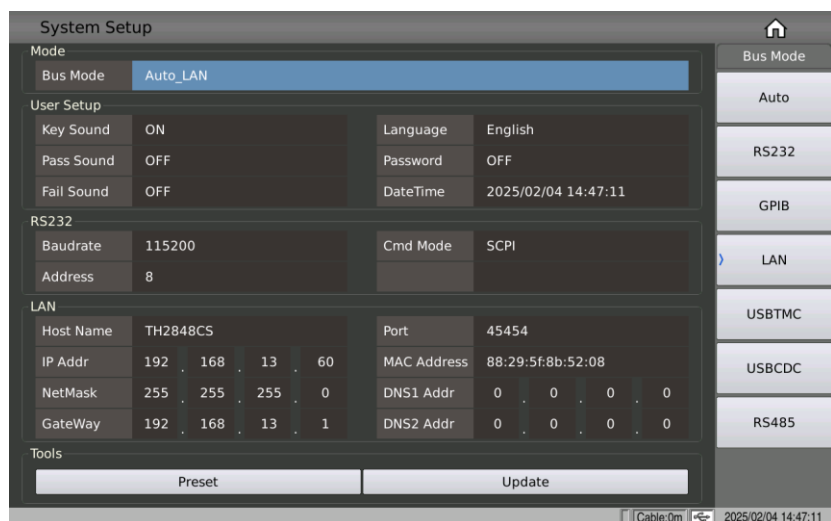 System Setup
Mode
Bus Mode Auto_LAN
User Setup
Key Sound ON Language English
Pass Sound OFF Password OFF
Fail Sound OFF DateTime 2025/02/04 14:47:11
RS232
Baudrate 115200 Cmd Mode SCPI
Address 8
LAN
Host Name TH2848CS Port 45454
IP Addr 192 . 168 . 13 . 60 MAC Address 88:29:5f:8b:52:08
NetMask 255 . 255 . 255 . 0 DNS1 Addr 0 . 0 . 0 . 0
GateWay 192 . 168 . 13 . 1 DNS2 Addr 0 . 0 . 0 . 0
Tools
Preset Update
Bus Mode
Auto
RS232
GPIB
LAN
USBTMC
USBCDC
RS485
Cable:0m 2025/02/04 14:47:11